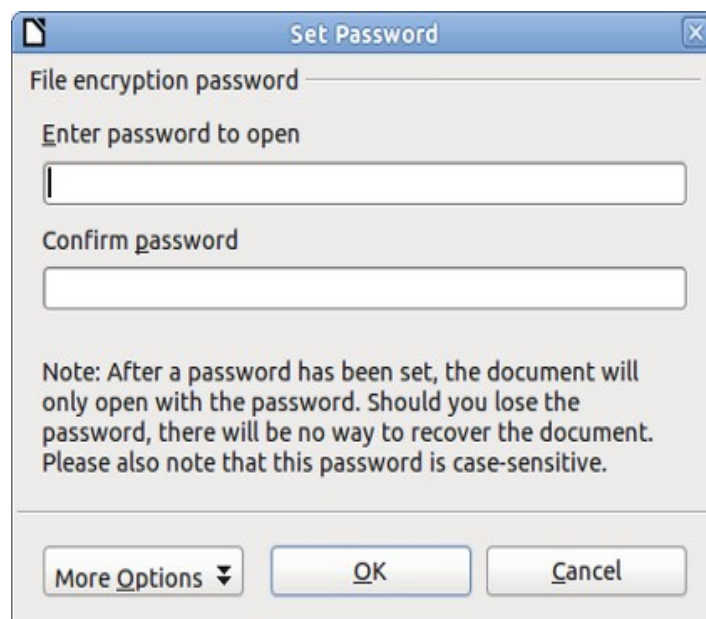 Set Password
File encryption password
Enter password to open
Confirm password
Note: After a password has been set, the document will
only open with the password. Should you lose the
password, there will be no way to recover the document.
Please also note that this password is case-sensitive.
More Options OK Cancel